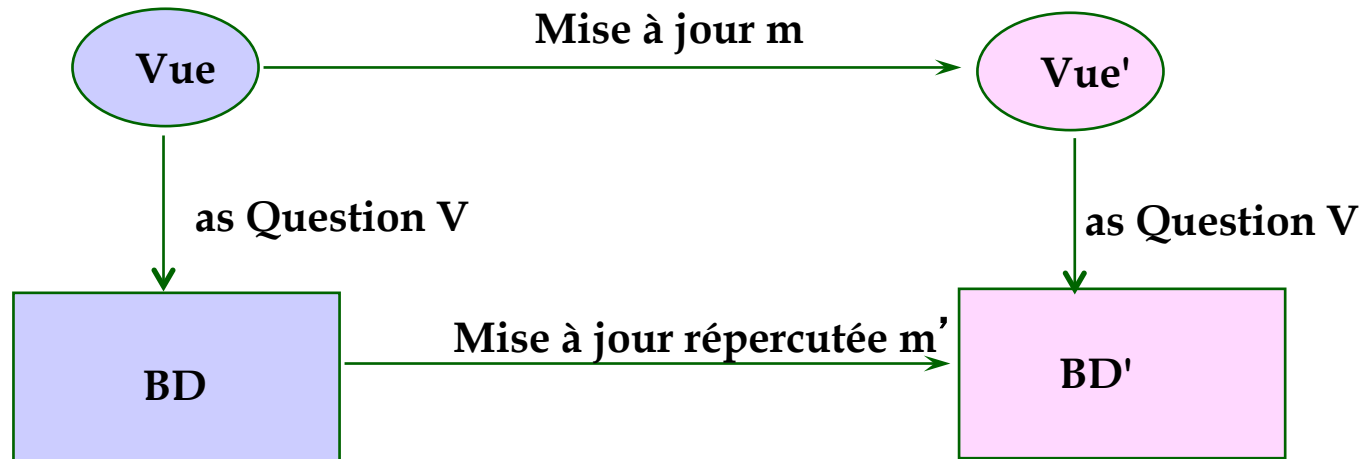 Mise à jour m
Vue
Vue'
as Question V
as Question V
Mise à jour répercutée m’
BD
BD'